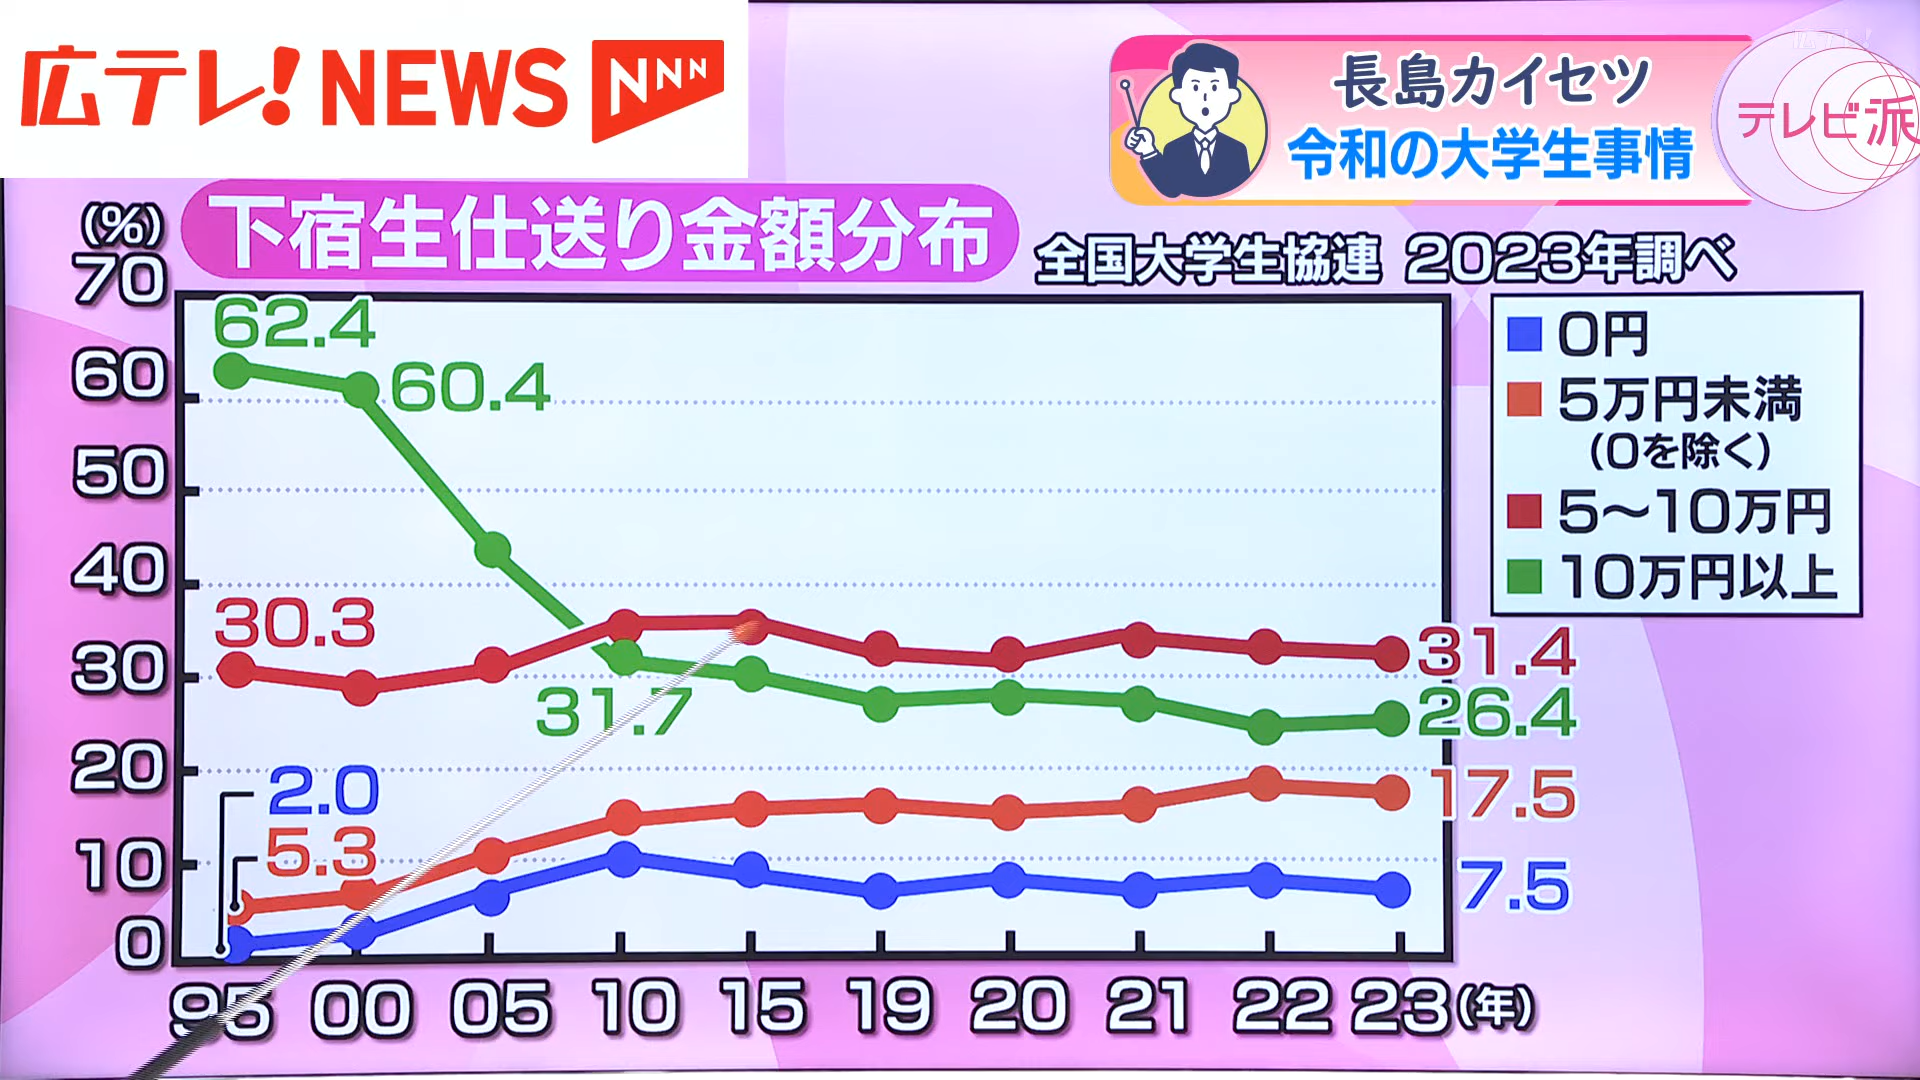 広テレ!NEWS NNN
長島カイセツ
令和の大学生事情
テレビ派
広テレ!
下宿生仕送り金額分布
全国大学生協連 2023年調べ
(%)
70
60
50
40
30
20
10
0
62.4
60.4
30.3
31.7
2.0
5.3
31.4
26.4
17.5
7.5
0円
5万円未満
(0を除く)
5〜10万円
10万円以上
95 00 05 10 15 19 20 21 22 23(年)